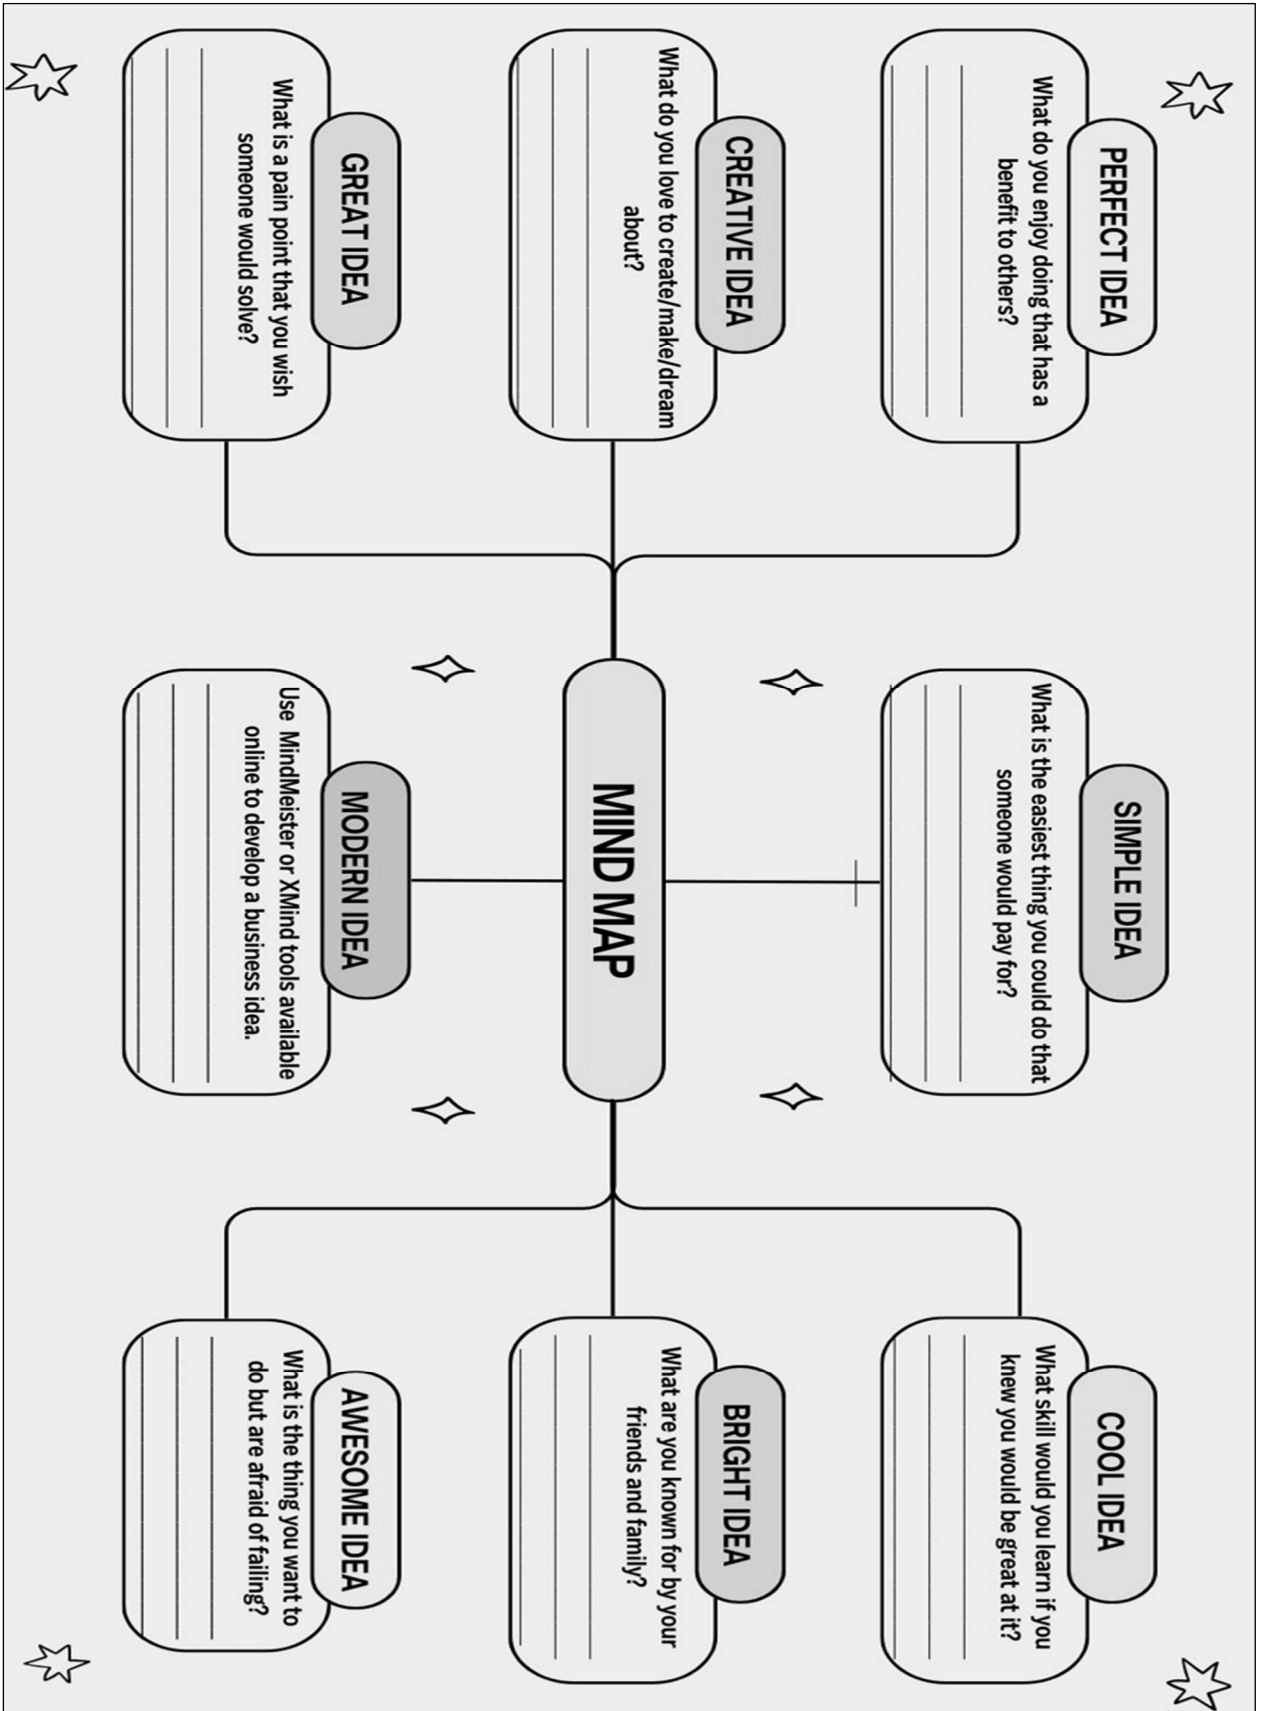 PERFECT IDEA
What do you enjoy doing that has a
benefit to others?
SIMPLE IDEA
What is the easiest thing you could do that
someone would pay for?
COOL IDEA
What skill would you learn if you
knew you would be great at it?
CREATIVE IDEA
What do you love to create/make/dream
about?
MIND MAP
BRIGHT IDEA
What are you known for by your
friends and family?
GREAT IDEA
What is a pain point that you wish
someone would solve?
MODERN IDEA
Use MindMeister or XMind tools available
online to develop a business idea.
AWESOME IDEA
What is the thing you want to
do but are afraid of failing?